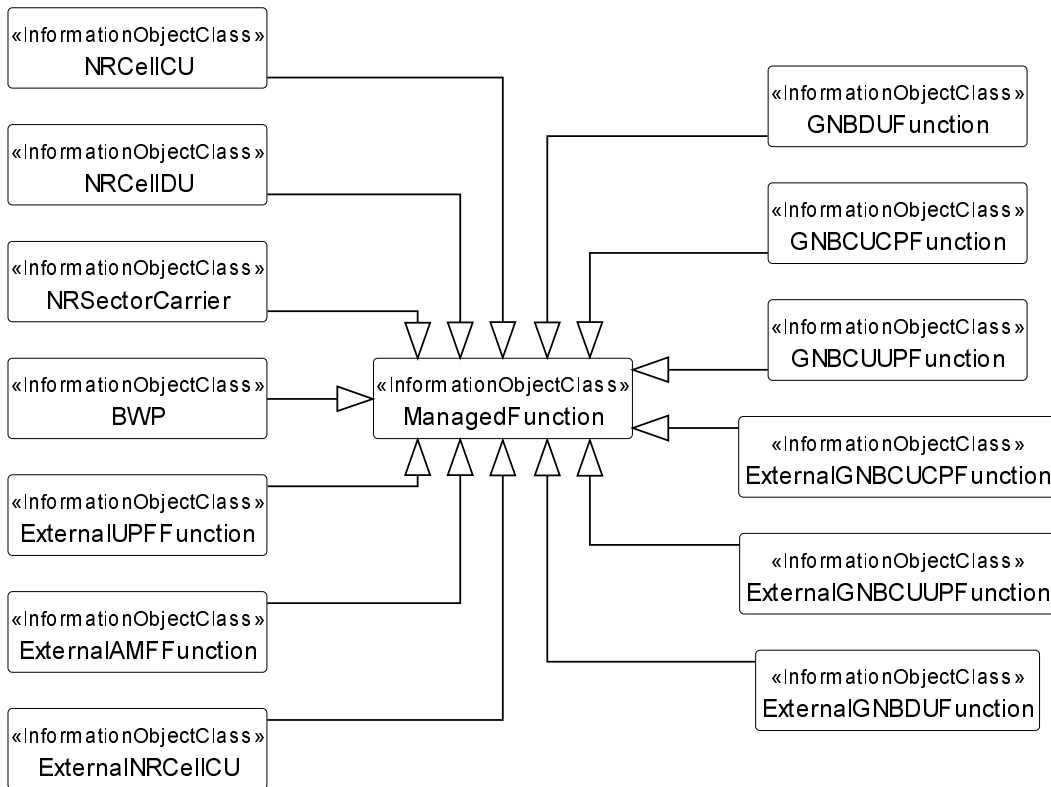 «InformationObjectClass»
NRCellCU
«InformationObjectClass»
NRCellDU
«InformationObjectClass»
NRSectorCarrier
«InformationObjectClass»
BWP
«InformationObjectClass»
ExternalUPFFunction
«InformationObjectClass»
ExternalAMFFunction
«InformationObjectClass»
ExternalNRCellCU
«InformationObjectClass»
ManagedFunction
«InformationObjectClass»
GNBDUFunction
«InformationObjectClass»
GNBCUCPFunction
«InformationObjectClass»
GNBCUUPFunction
«InformationObjectClass»
ExternalGNBCUCPFunction
«InformationObjectClass»
ExternalGNBCUUPFunction
«InformationObjectClass»
ExternalGNBDUFunction